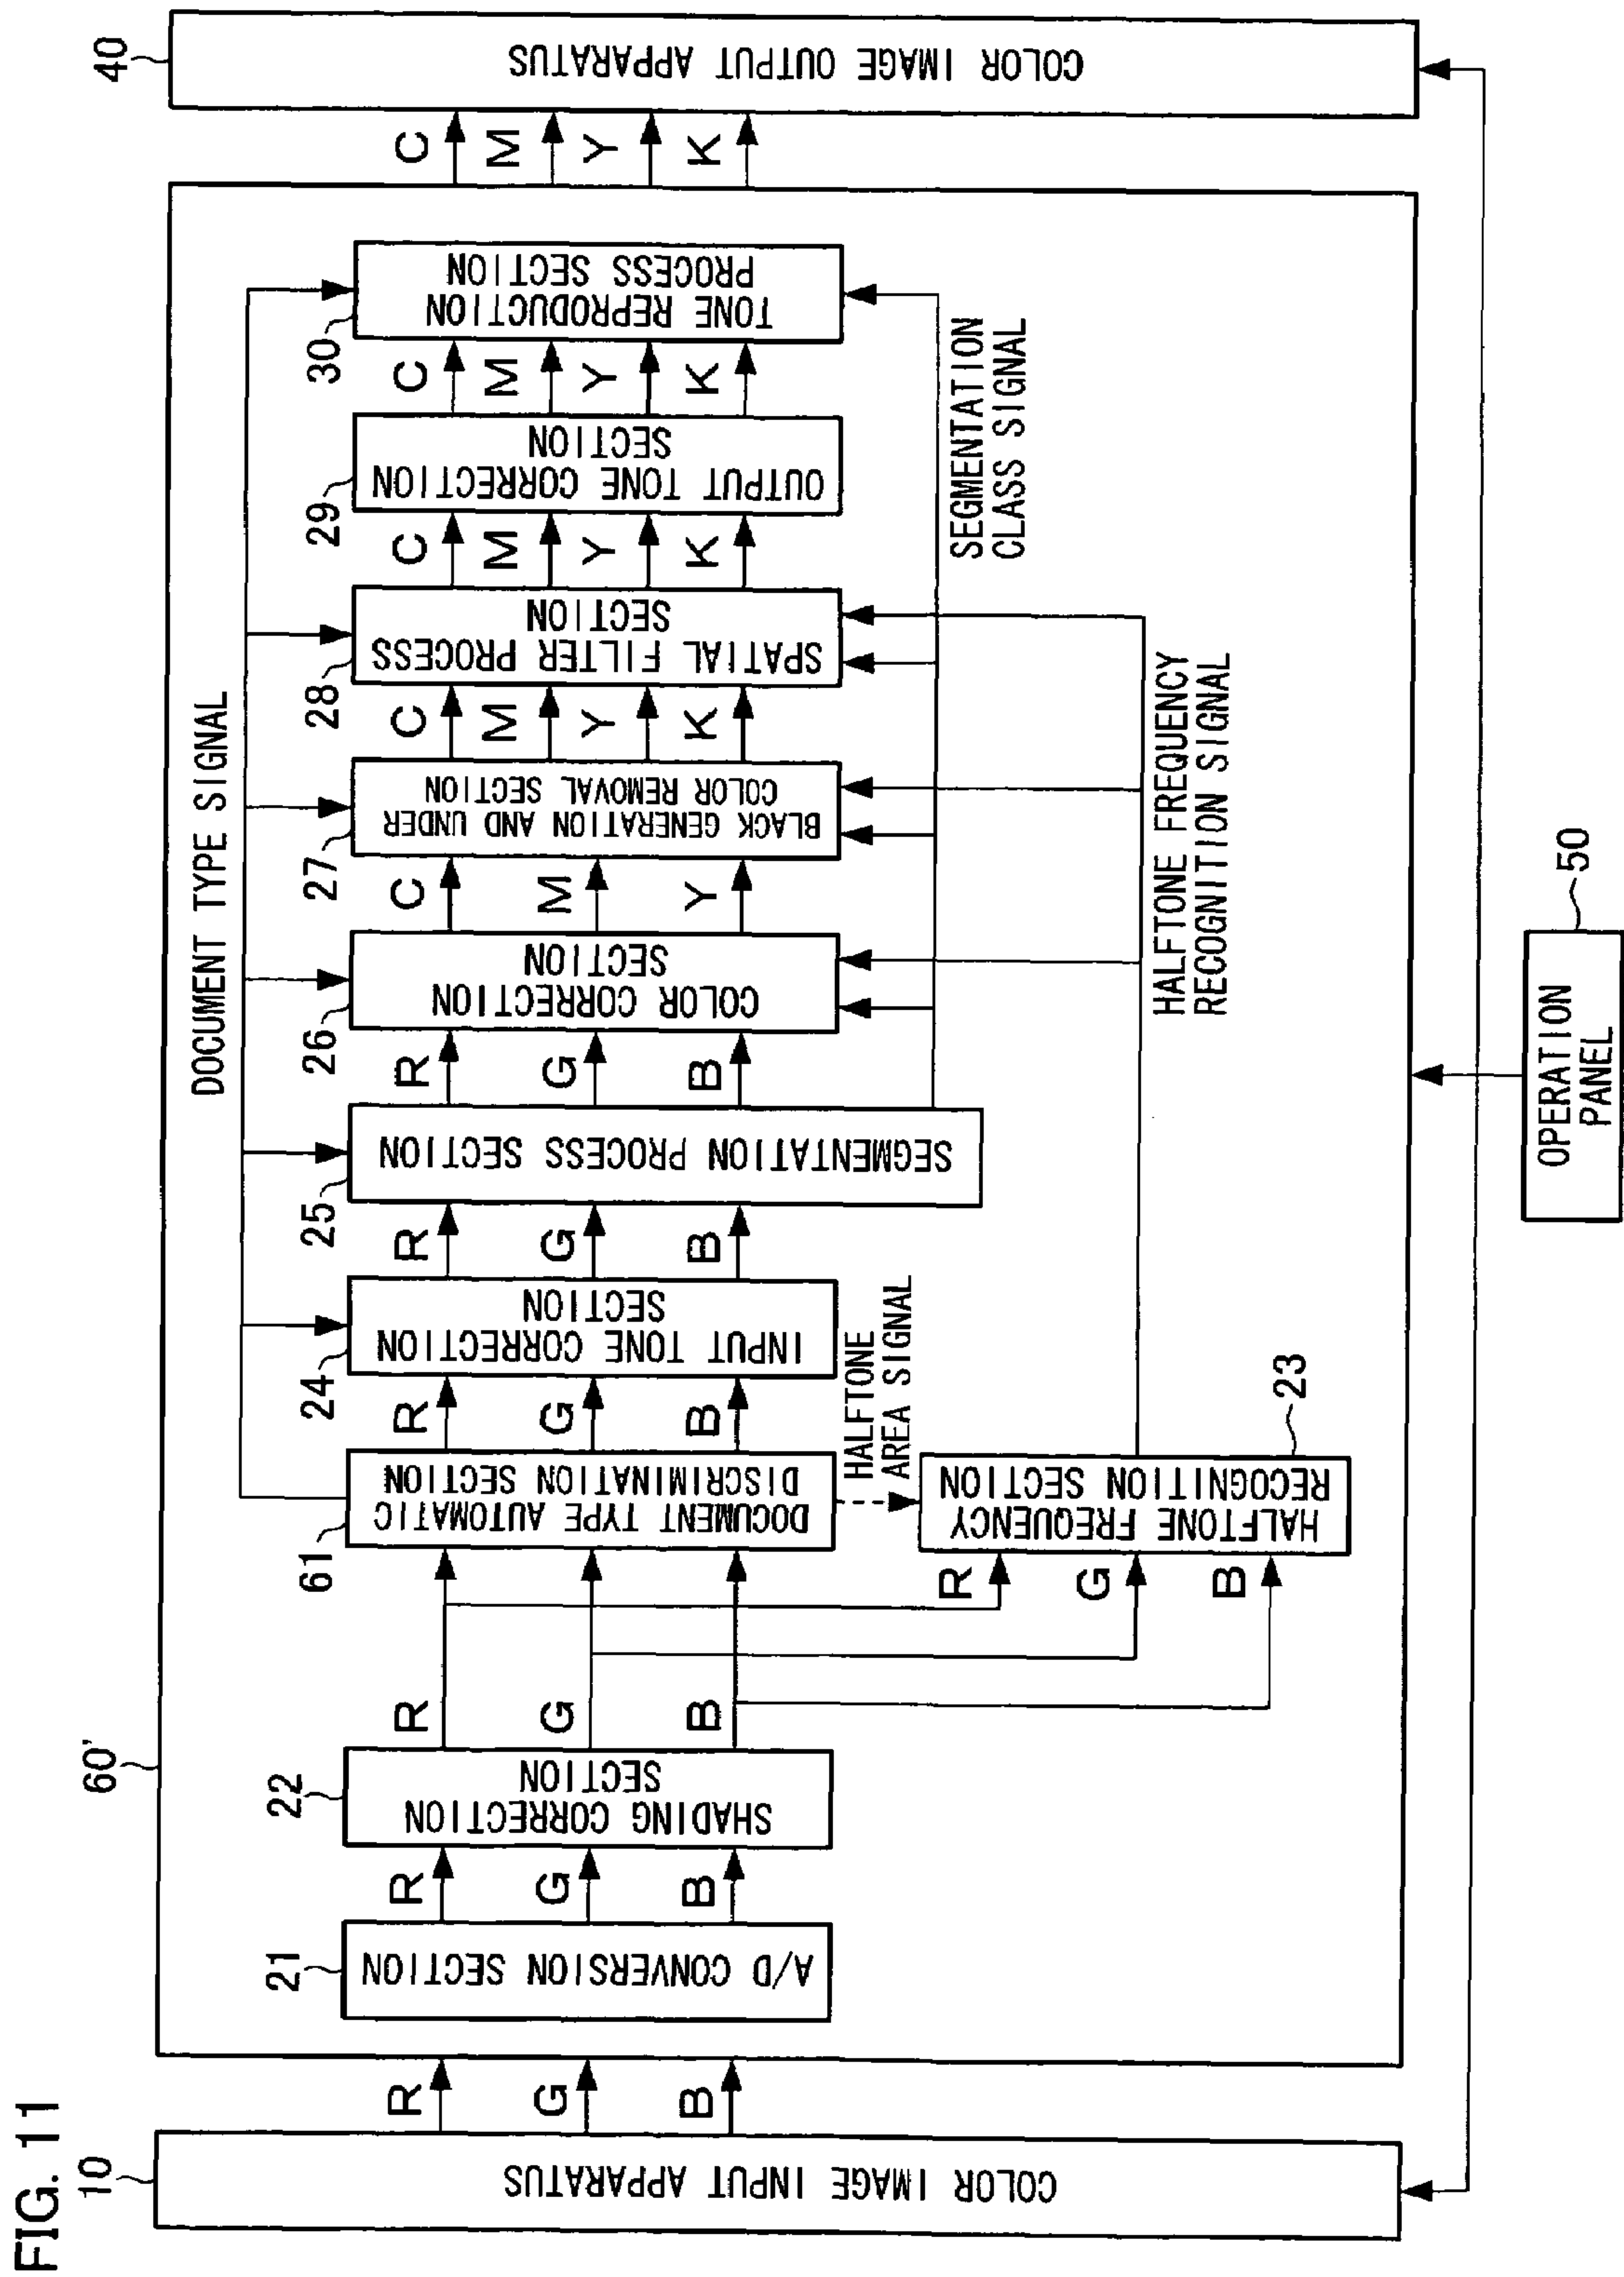 FIG. 11
10
COLOR IMAGE INPUT APPARATUS
R
G
B
60'
21
A/D CONVERSION SECTION
R
G
B
22
SHADING CORRECTION
SECTION
R
G
B
61
DOCUMENT TYPE AUTOMATIC
DISCRIMINATION SECTION
R
G
B
HALFTONE FREQUENCY
RECOGNITION SECTION
23
HALFTONE
AREA SIGNAL
R
G
B
24
INPUT TONE CORRECTION
SECTION
R
G
B
25
SEGMENTATION PROCESS SECTION
R
G
B
26
COLOR CORRECTION
SECTION
C
M
Y
27
BLACK GENERATION AND UNDER
COLOR REMOVAL SECTION
C
M
Y
K
28
SPATIAL FILTER PROCESS
SECTION
C
M
Y
K
29
OUTPUT TONE CORRECTION
SECTION
C
M
Y
K
30
TONE REPRODUCTION
PROCESS SECTION
C
M
Y
K
40
COLOR IMAGE OUTPUT APPARATUS
DOCUMENT TYPE SIGNAL
SEGMENTATION
CLASS SIGNAL
HALFTONE FREQUENCY
RECOGNITION SIGNAL
50
OPERATION
PANEL